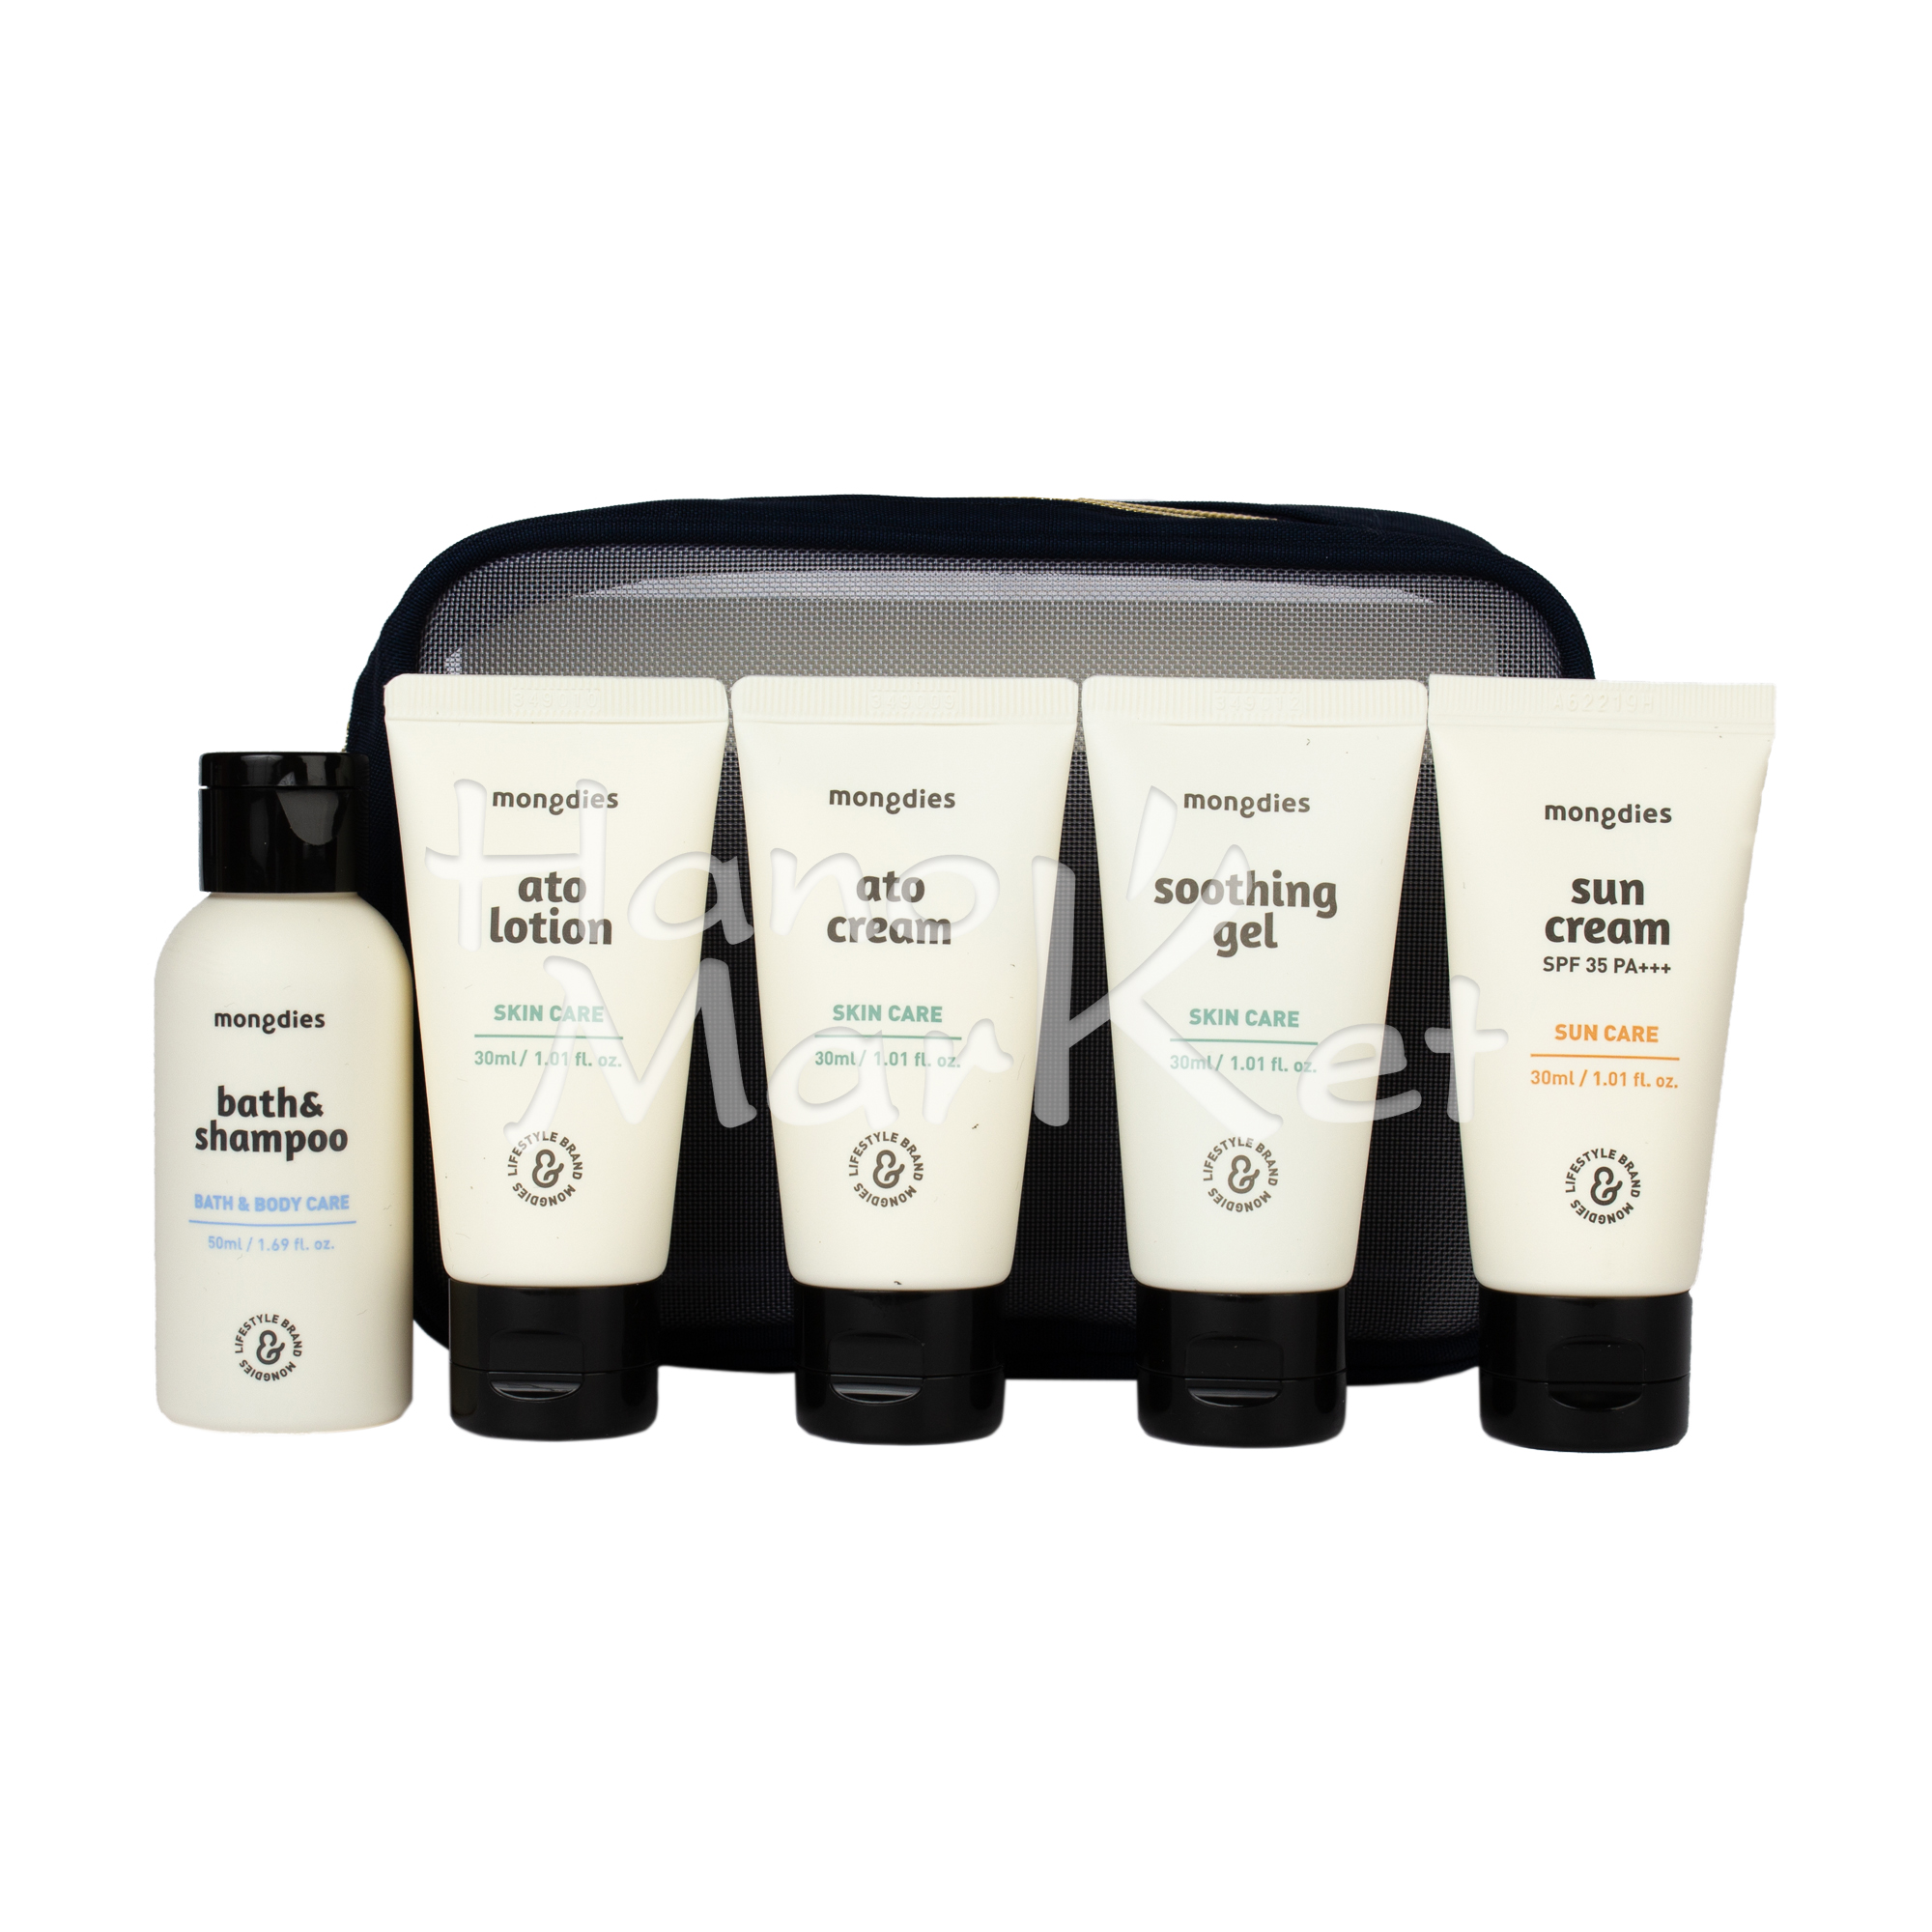 mongdies
bath&
shampoo
BATH & BODY CARE
50ml / 1.69 fl. oz.
LIFESTYLE BRAND MONGDIES
&
mongdies
ato
lotion
SKIN CARE
30ml / 1.01 fl. oz.
LIFESTYLE BRAND MONGDIES
&
mongdies
ato
cream
SKIN CARE
30ml / 1.01 fl. oz.
LIFESTYLE BRAND MONGDIES
&
mongdies
soothing
gel
SKIN CARE
30ml / 1.01 fl. oz.
LIFESTYLE BRAND MONGDIES
&
A62219H
mongdies
sun
cream
SPF 35 PA+++
SUN CARE
30ml / 1.01 fl. oz.
LIFESTYLE BRAND MONGDIES
&
HanoK
MarKet